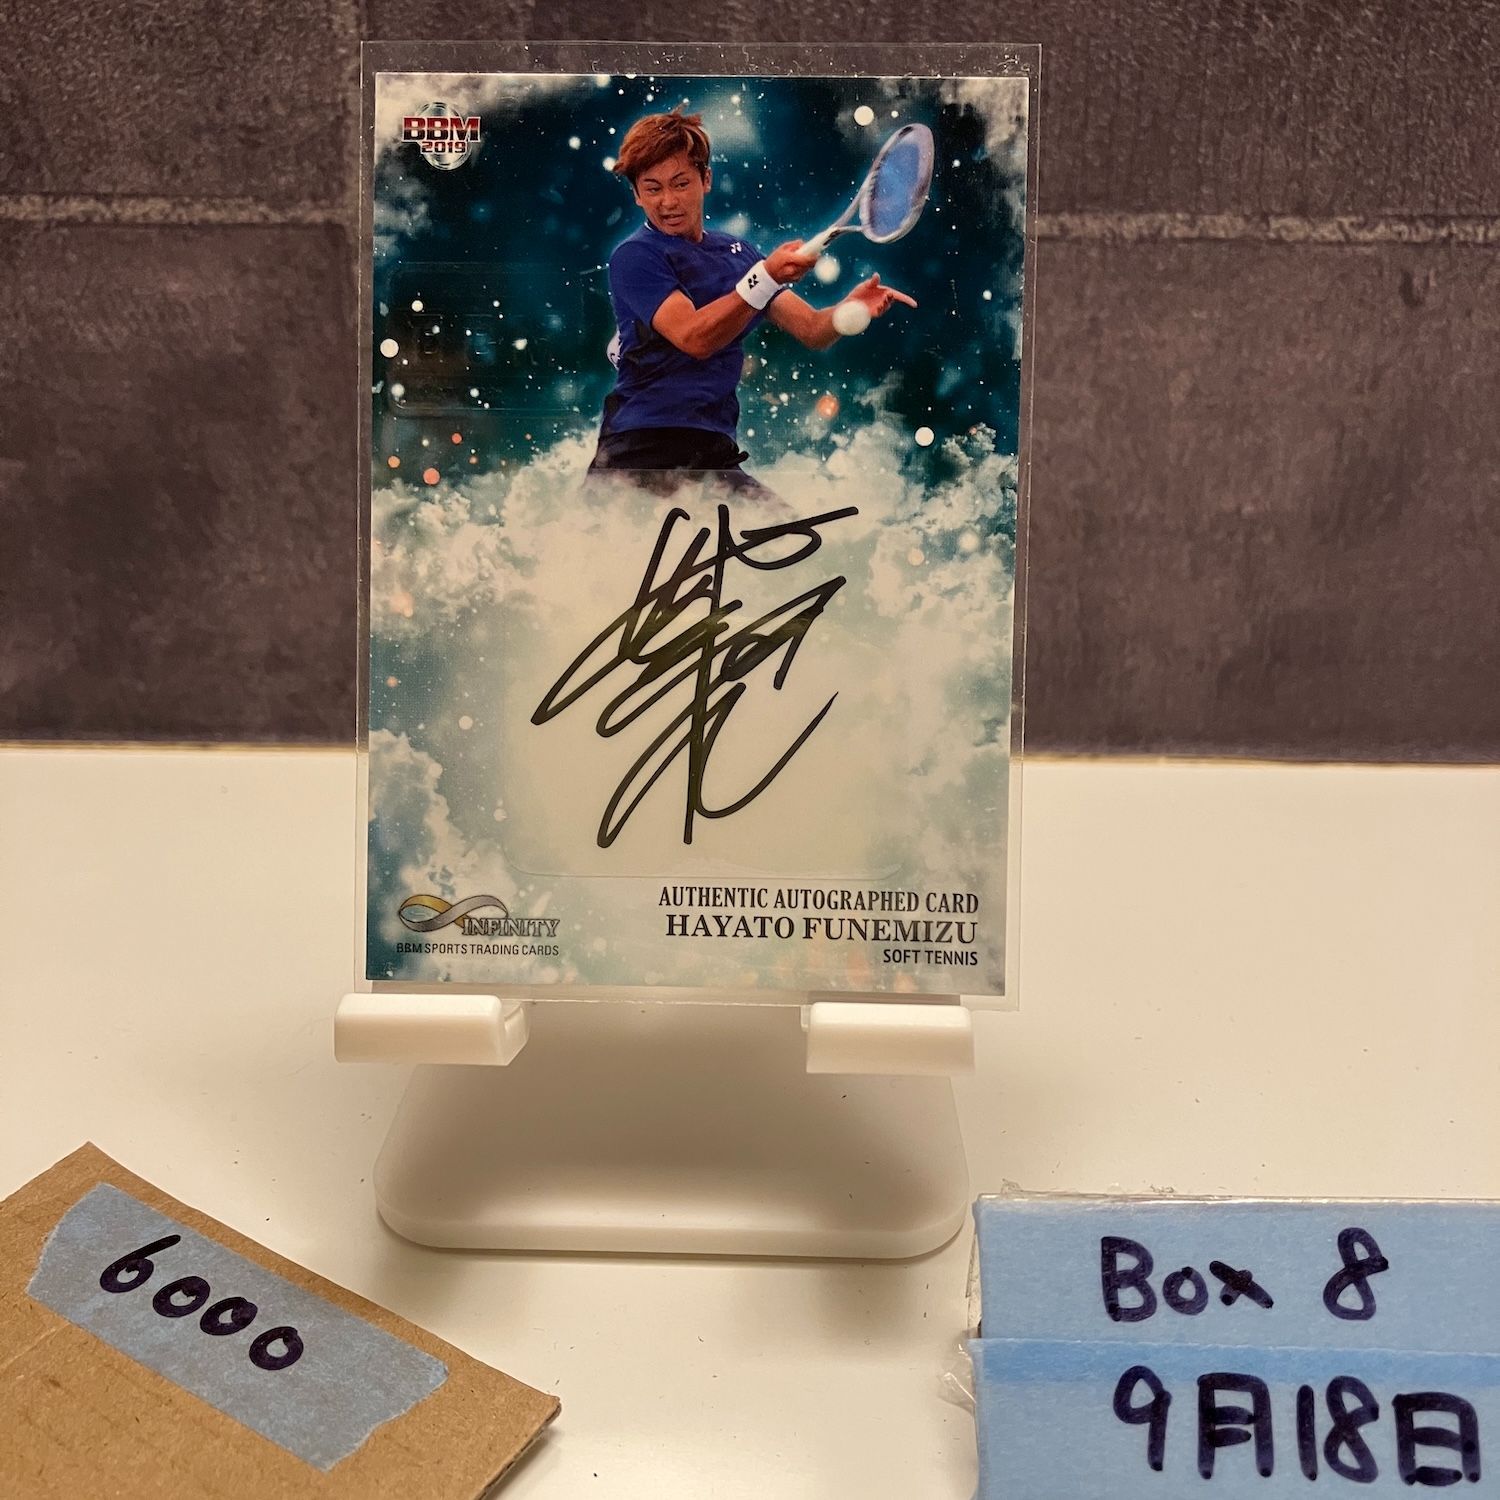 BBM
2019
INFINITY
BBM SPORTS TRADING CARDS
AUTHENTIC AUTOGRAPHED CARD
HAYATO FUNEMIZU
SOFT TENNIS
6000
Box 8
9月18日